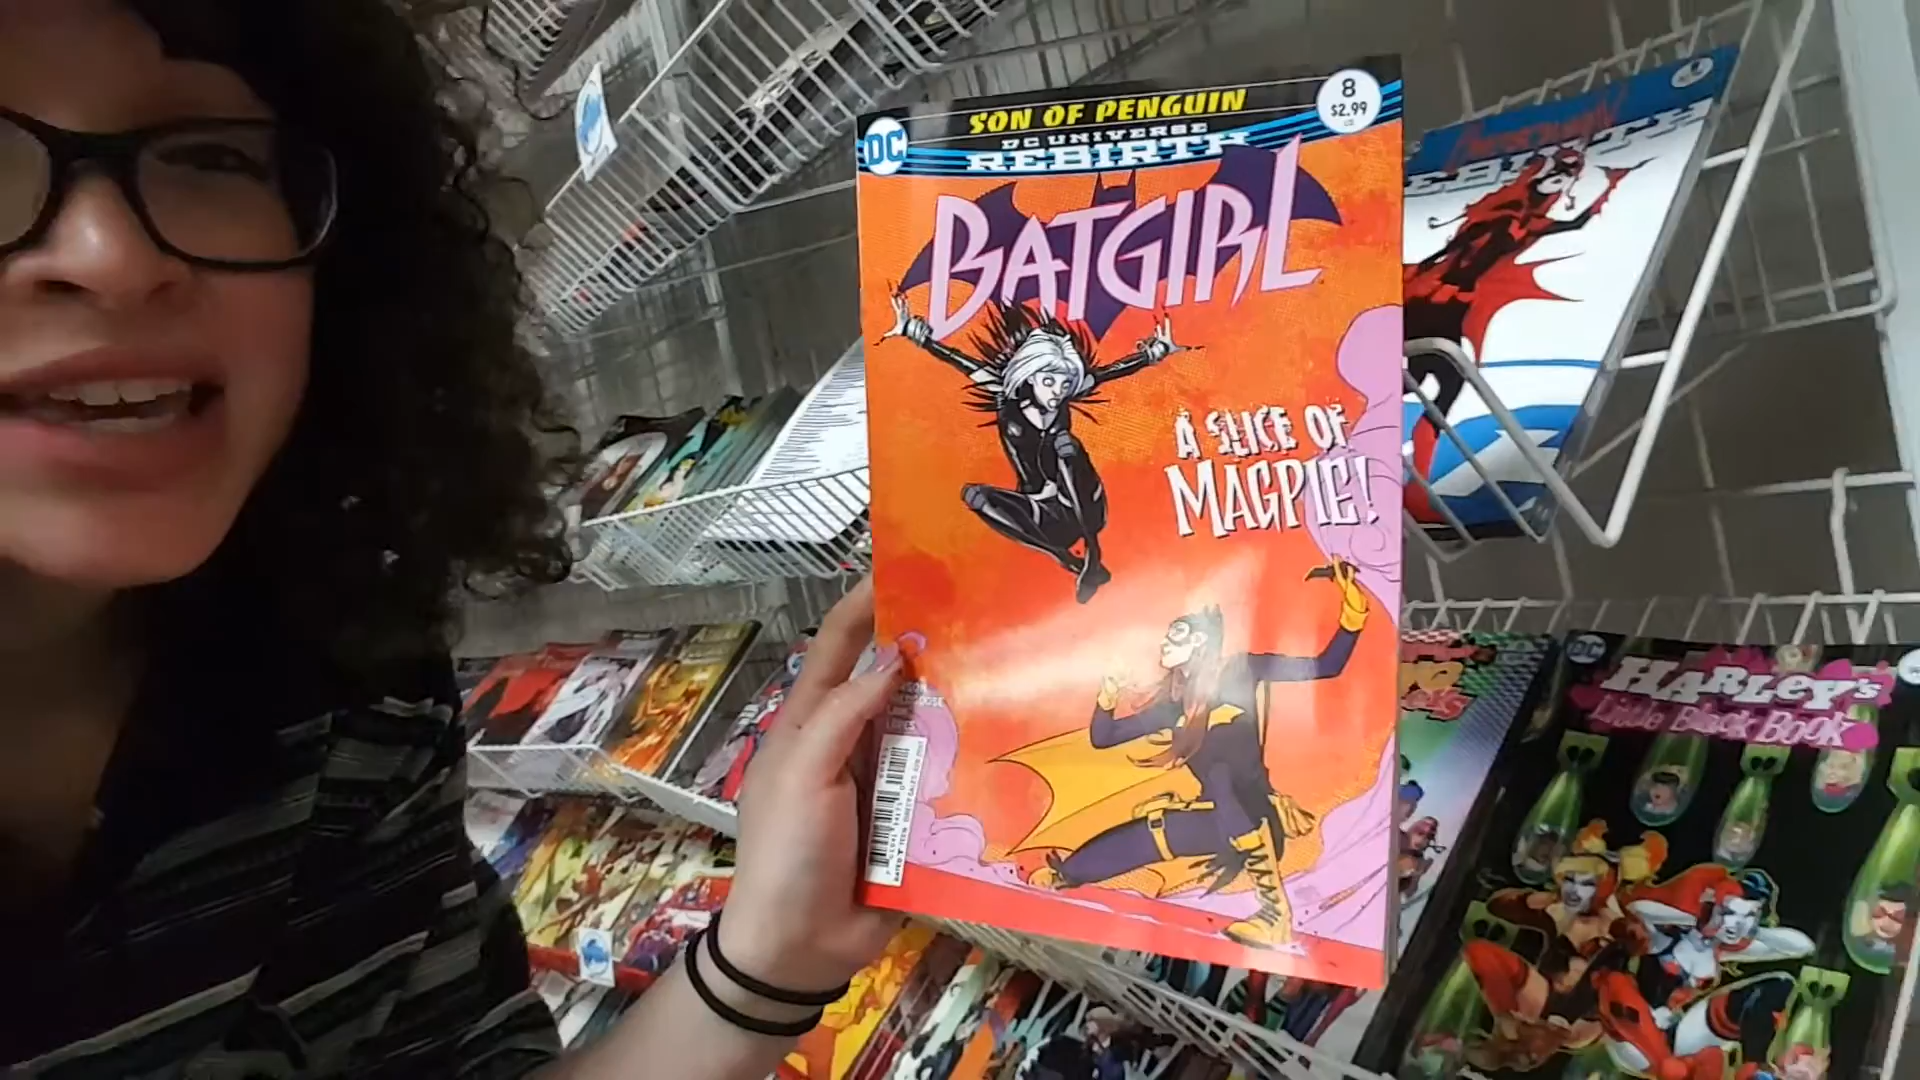 SON OF PENGUIN
DC UNIVERSE
REBIRTH
DC
8
$2.99
US
BATGIRL
A SLICE OF
MAGPIE!
REBIRTH
DC
HARLEY'S
Little Black Book